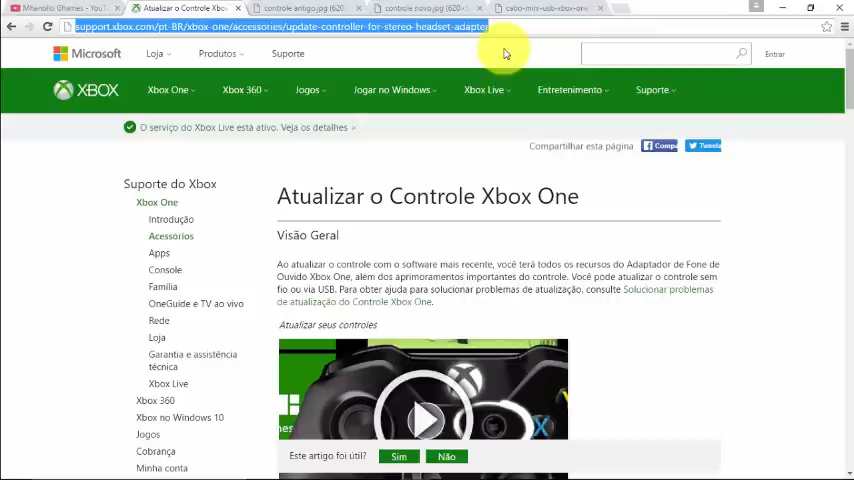 Mharollo Ghames - YouT
Atualizar o Controle Xbo
controle antigo.jpg (620
controle novo.jpg (620×
cabo-mini-usb-xbox-one
support.xbox.com/pt-BR/xbox-one/accessories/update-controller-for-stereo-headset-adapter
Microsoft
Loja
Produtos
Suporte
Entrar
XBOX
Xbox One
Xbox 360
Jogos
Jogar no Windows
Xbox Live
Entretenimento
Suporte
O serviço do Xbox Live está ativo. Veja os detalhes >
Compartilhar esta página
Compa
Tweeta
Suporte do Xbox
Xbox One
Introdução
Acessórios
Apps
Console
Família
OneGuide e TV ao vivo
Rede
Loja
Garantia e assistência
técnica
Xbox Live
Xbox 360
Xbox no Windows 10
Jogos
Cobrança
Minha conta
Atualizar o Controle Xbox One
Visão Geral
Ao atualizar o controle com o software mais recente, você terá todos os recursos do Adaptador de Fone de
Ouvido Xbox One, além dos aprimoramentos importantes do controle. Você pode atualizar o controle sem
fio ou via USB. Para obter ajuda para solucionar problemas de atualização, consulte Solucionar problemas
de atualização do Controle Xbox One.
Atualizar seus controles
Y
X
Este artigo foi útil?
Sim
Não